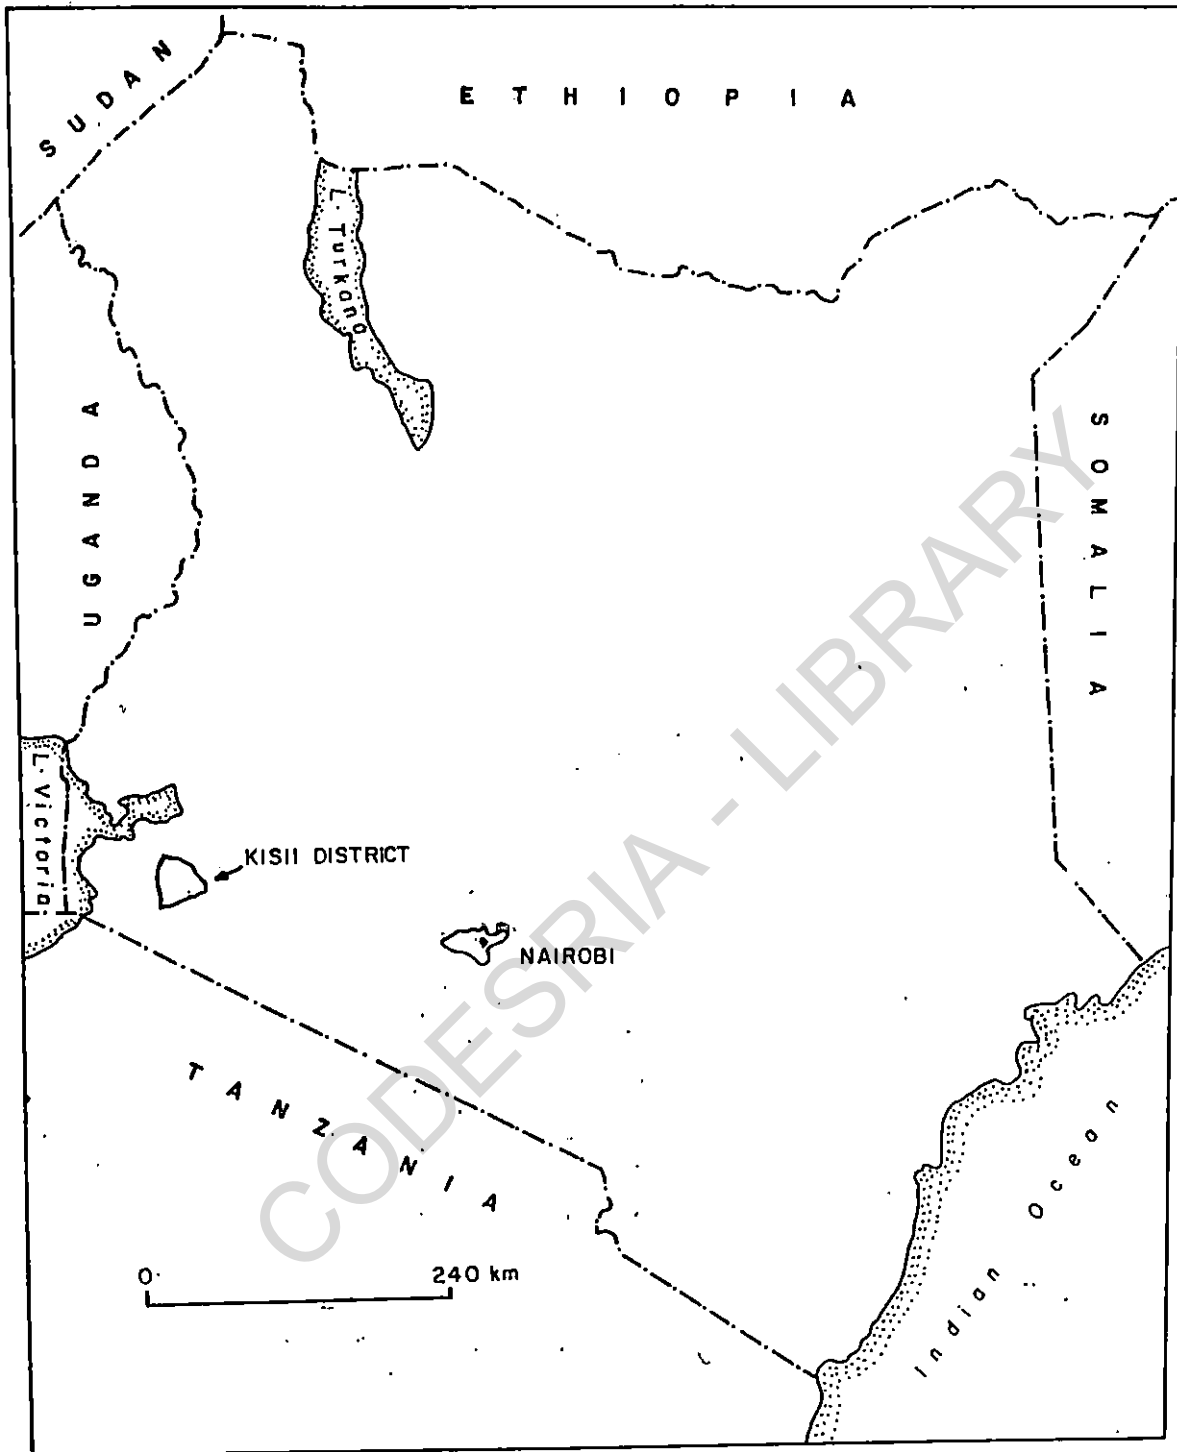 SUDAN
ETHIOPIA
L. Turkana
UGANDA
SOMALIA
L. Victoria
KISII DISTRICT
NAIROBI
TANZANIA
Indian Ocean
0
240 km
CODESRIA - LIBRARY